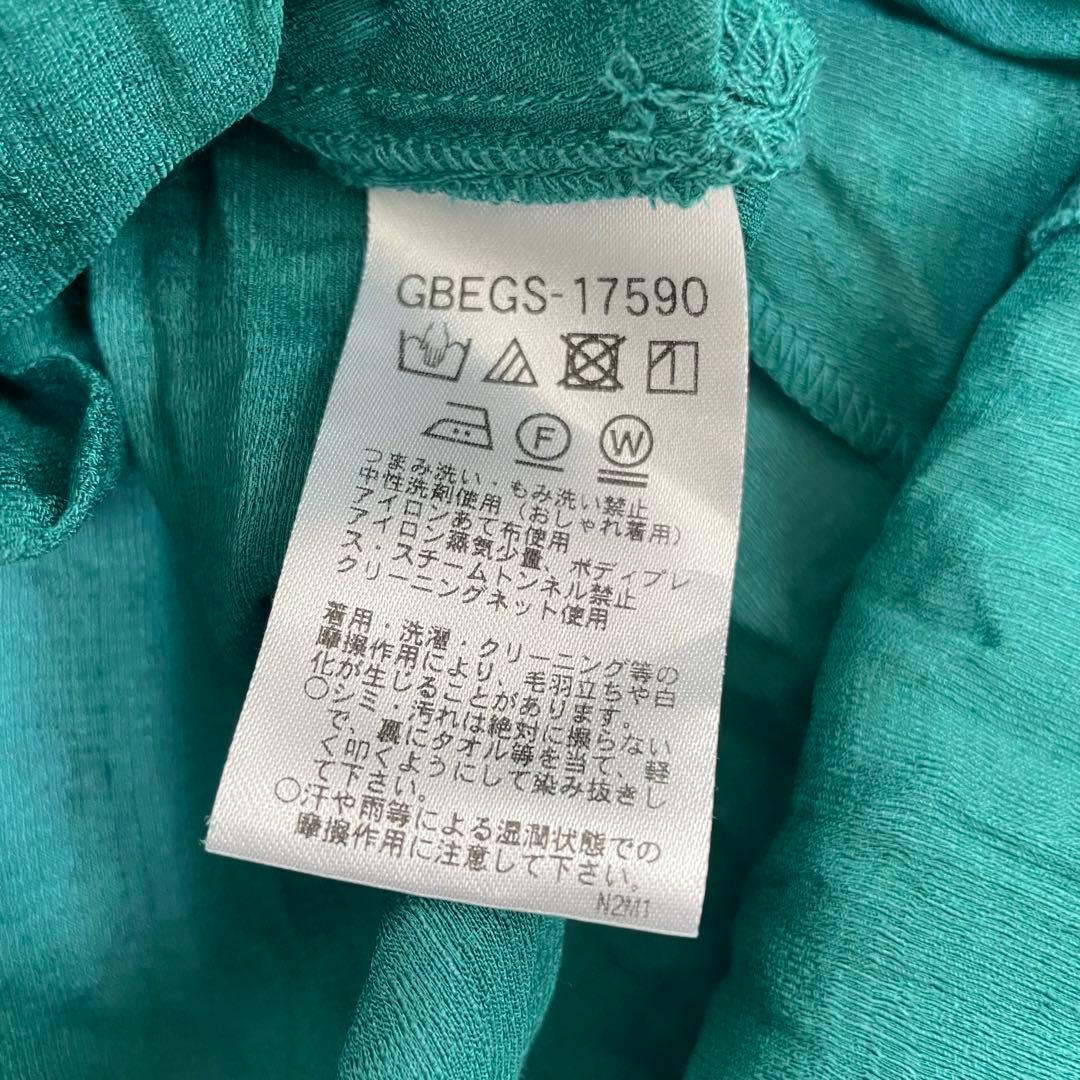 GBEGS-17590
F W
つまみ洗い・もみ洗い禁止
中性洗剤使用（おしゃれ着用）
アイロンあて布使用
アイロン蒸気少量、ボディプレ
ス・スチームトンネル禁止
クリーニングネット使用
着用・洗濯・クリーニング等の
摩擦作用により、毛羽立ちや白
化が生じることがあります。
○シミ・汚れは絶対に擦らない
で、裏にタオル等を当て、軽
く叩くようにして染み抜きし
て下さい。
○汗や雨等による湿潤状態での
摩擦作用に注意して下さい。
N2M1